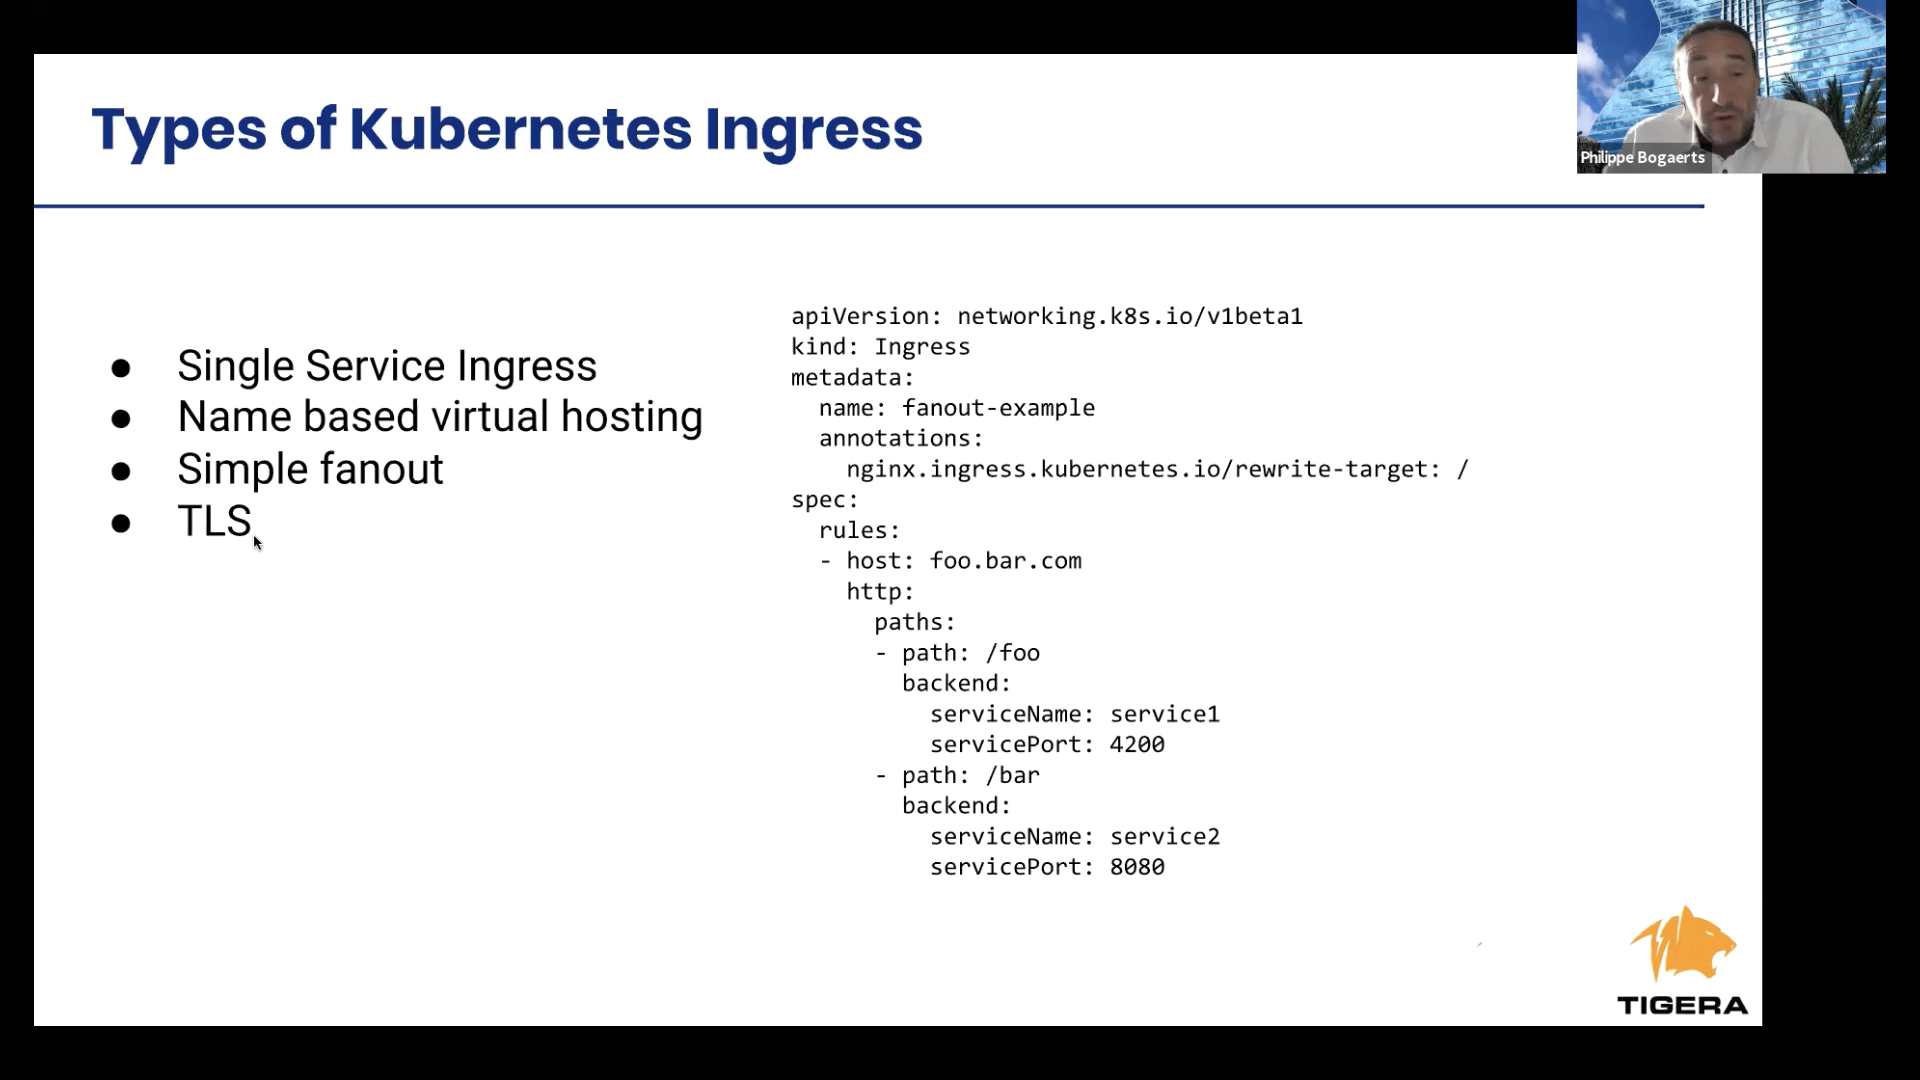 Types of Kubernetes Ingress
Philippe Bogaerts
● Single Service Ingress
● Name based virtual hosting
● Simple fanout
● TLS
apiVersion: networking.k8s.io/v1beta1
kind: Ingress
metadata:
  name: fanout-example
  annotations:
    nginx.ingress.kubernetes.io/rewrite-target: /
spec:
  rules:
  - host: foo.bar.com
    http:
      paths:
      - path: /foo
        backend:
          serviceName: service1
          servicePort: 4200
      - path: /bar
        backend:
          serviceName: service2
          servicePort: 8080
TIGERA